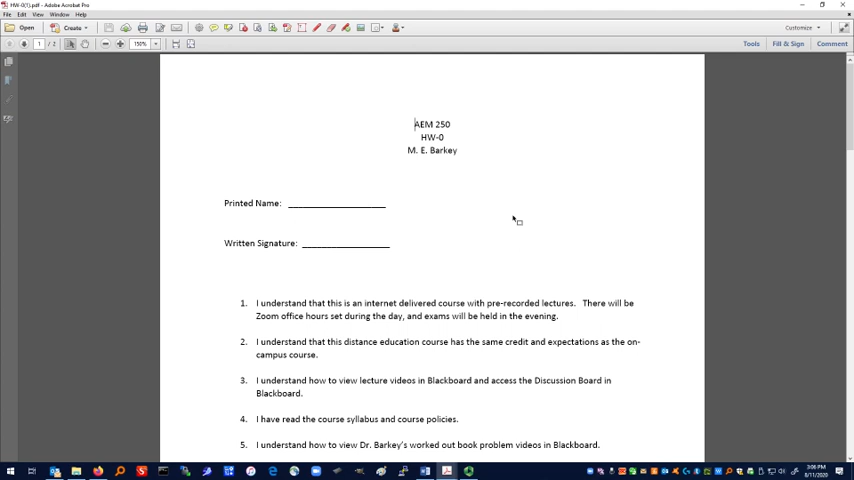 HW-0(1).pdf - Adobe Acrobat Pro
File Edit View Window Help
Open Create Customize
1 / 2 150% Tools Fill & Sign Comment
AEM 250
HW-0
M. E. Barkey
Printed Name: ____________________
Written Signature: ____________________
1. I understand that this is an internet delivered course with pre-recorded lectures. There will be
Zoom office hours set during the day, and exams will be held in the evening.
2. I understand that this distance education course has the same credit and expectations as the on-
campus course.
3. I understand how to view lecture videos in Blackboard and access the Discussion Board in
Blackboard.
4. I have read the course syllabus and course policies.
5. I understand how to view Dr. Barkey's worked out book problem videos in Blackboard.
3:06 PM
6/11/2020